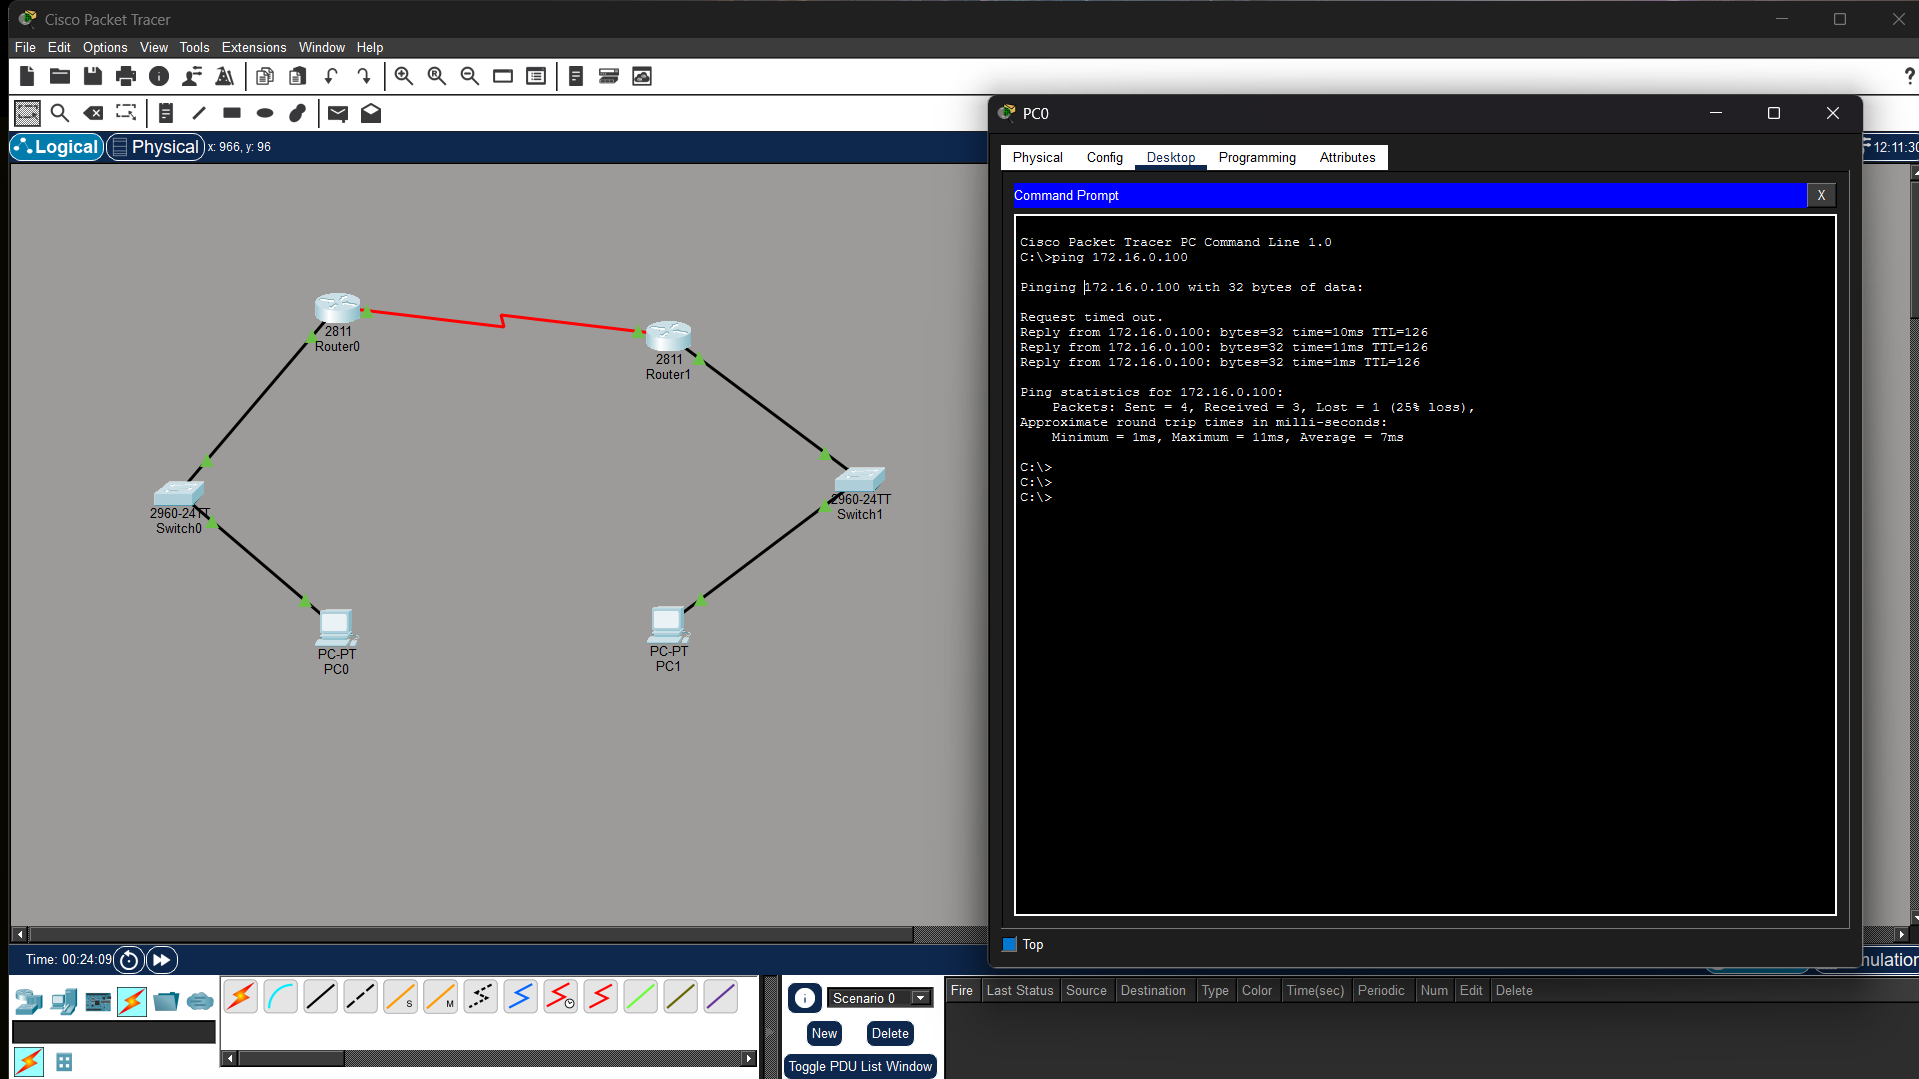 Cisco Packet Tracer
File Edit Options View Tools Extensions Window Help
?
Logical Physical x: 966, y: 96
12:11:30
2811
Router0
2811
Router1
2960-24TT
Switch0
2960-24TT
Switch1
PC-PT
PC0
PC-PT
PC1
PC0
Physical Config Desktop Programming Attributes
Command Prompt X
Cisco Packet Tracer PC Command Line 1.0
C:\>ping 172.16.0.100
Pinging 172.16.0.100 with 32 bytes of data:
Request timed out.
Reply from 172.16.0.100: bytes=32 time=10ms TTL=126
Reply from 172.16.0.100: bytes=32 time=11ms TTL=126
Reply from 172.16.0.100: bytes=32 time=1ms TTL=126
Ping statistics for 172.16.0.100:
Packets: Sent = 4, Received = 3, Lost = 1 (25% loss),
Approximate round trip times in milli-seconds:
Minimum = 1ms, Maximum = 11ms, Average = 7ms
C:\>
C:\>
C:\>
Top
Time: 00:24:09
mulation
S M
Scenario 0
New Delete
Toggle PDU List Window
Fire Last Status Source Destination Type Color Time(sec) Periodic Num Edit Delete